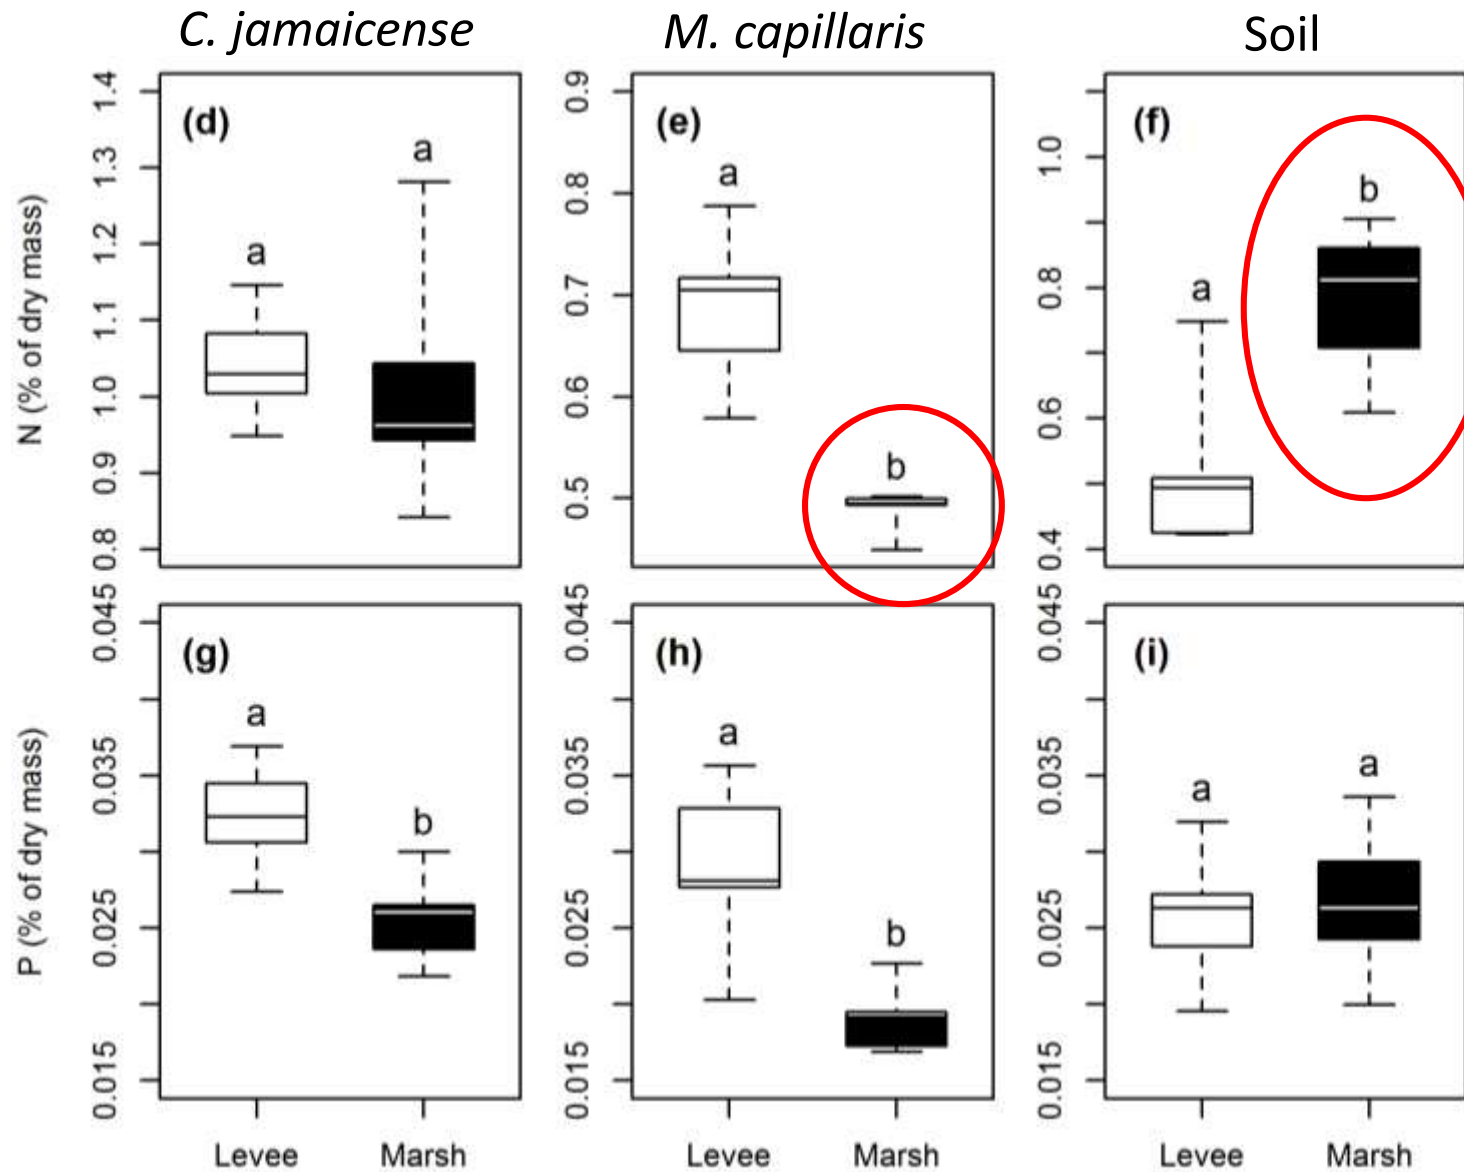 C. jamaicense
M. capillaris
Soil
N (% of dry mass)
1.4
1.3
1.2
1.1
1.0
0.9
0.8
(d)
a
a
0.9
0.8
0.7
0.6
0.5
(e)
a
b
1.0
0.8
0.6
0.4
(f)
a
b
P (% of dry mass)
0.045
0.035
0.025
0.015
(g)
a
b
0.045
0.035
0.025
0.015
(h)
a
b
0.045
0.035
0.025
0.015
(i)
a
a
Levee Marsh
Levee Marsh
Levee Marsh